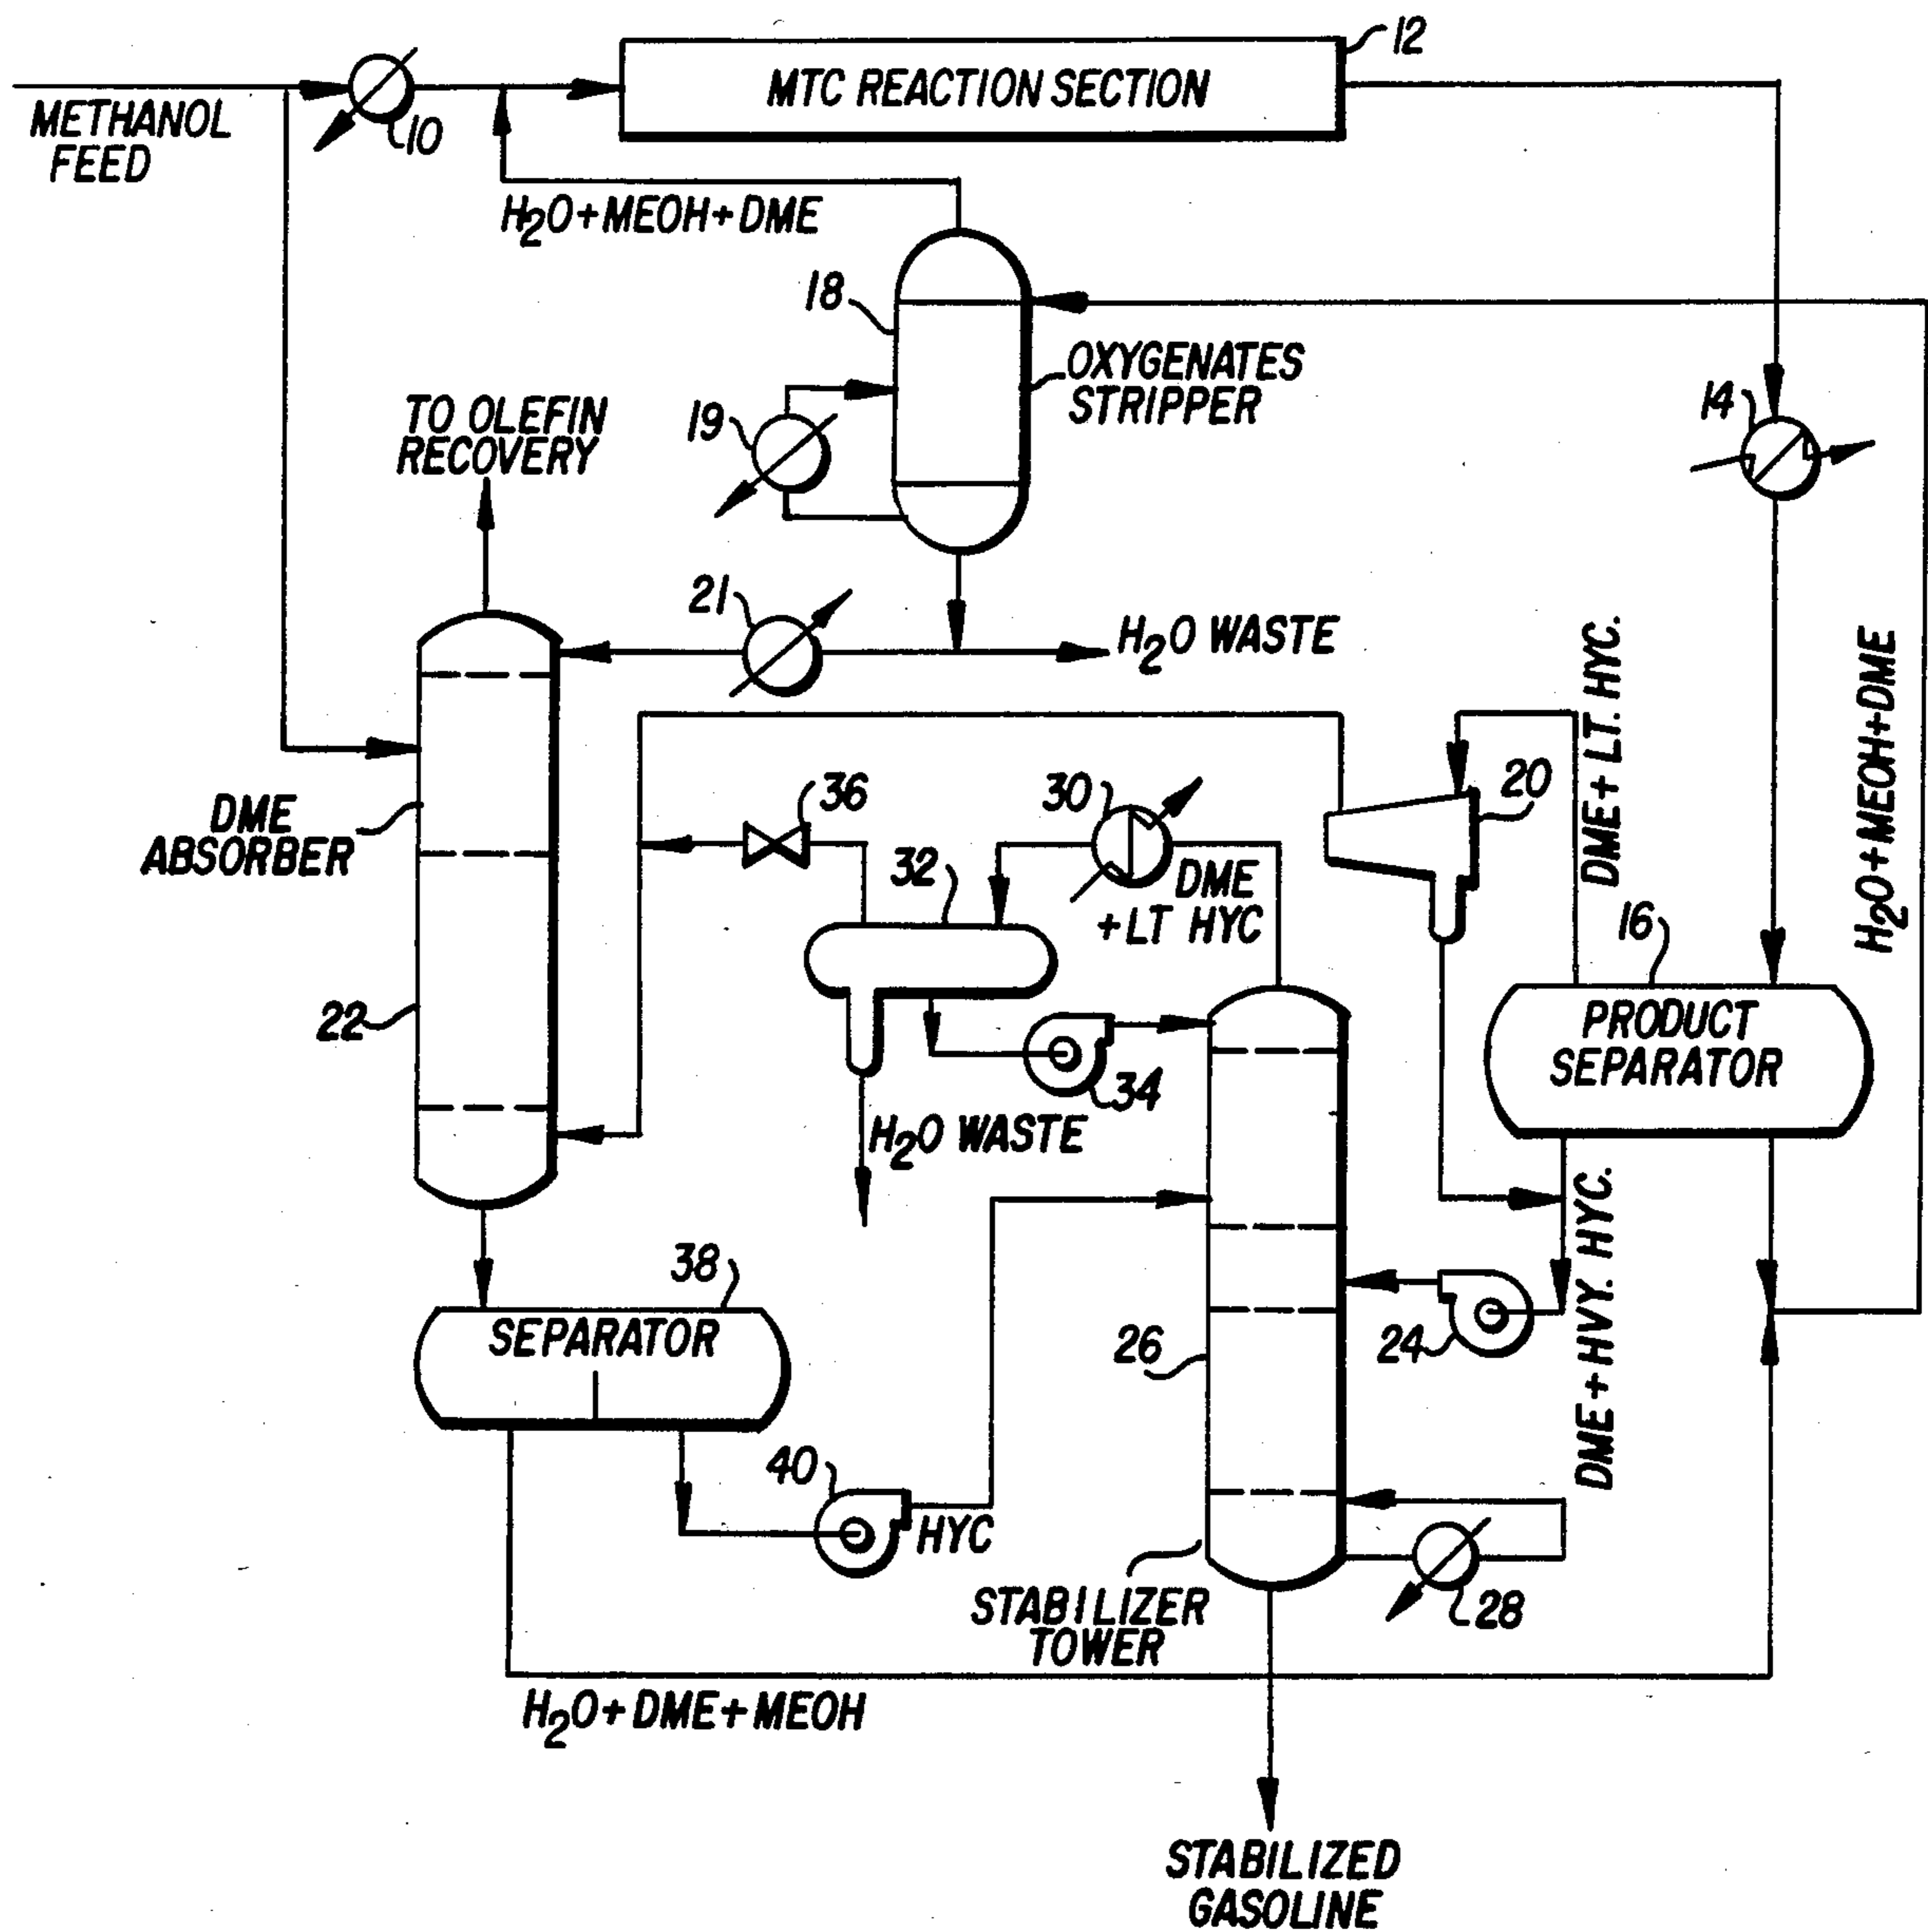 12
MTC REACTION SECTION
METHANOL
FEED
10
H2O+MEOH+DME
18
OXYGENATES
STRIPPER
14
TO OLEFIN
RECOVERY
19
21
H2O WASTE
DME+LT. HYC.
H2O+MEOH+DME
DME
ABSORBER
36
30
20
32
DME
+LT HYC
16
22
PRODUCT
SEPARATOR
34
H2O WASTE
38
SEPARATOR
26
24
DME+HVY. HYC.
40
HYC
STABILIZER
TOWER
28
H2O+DME+MEOH
STABILIZED
GASOLINE